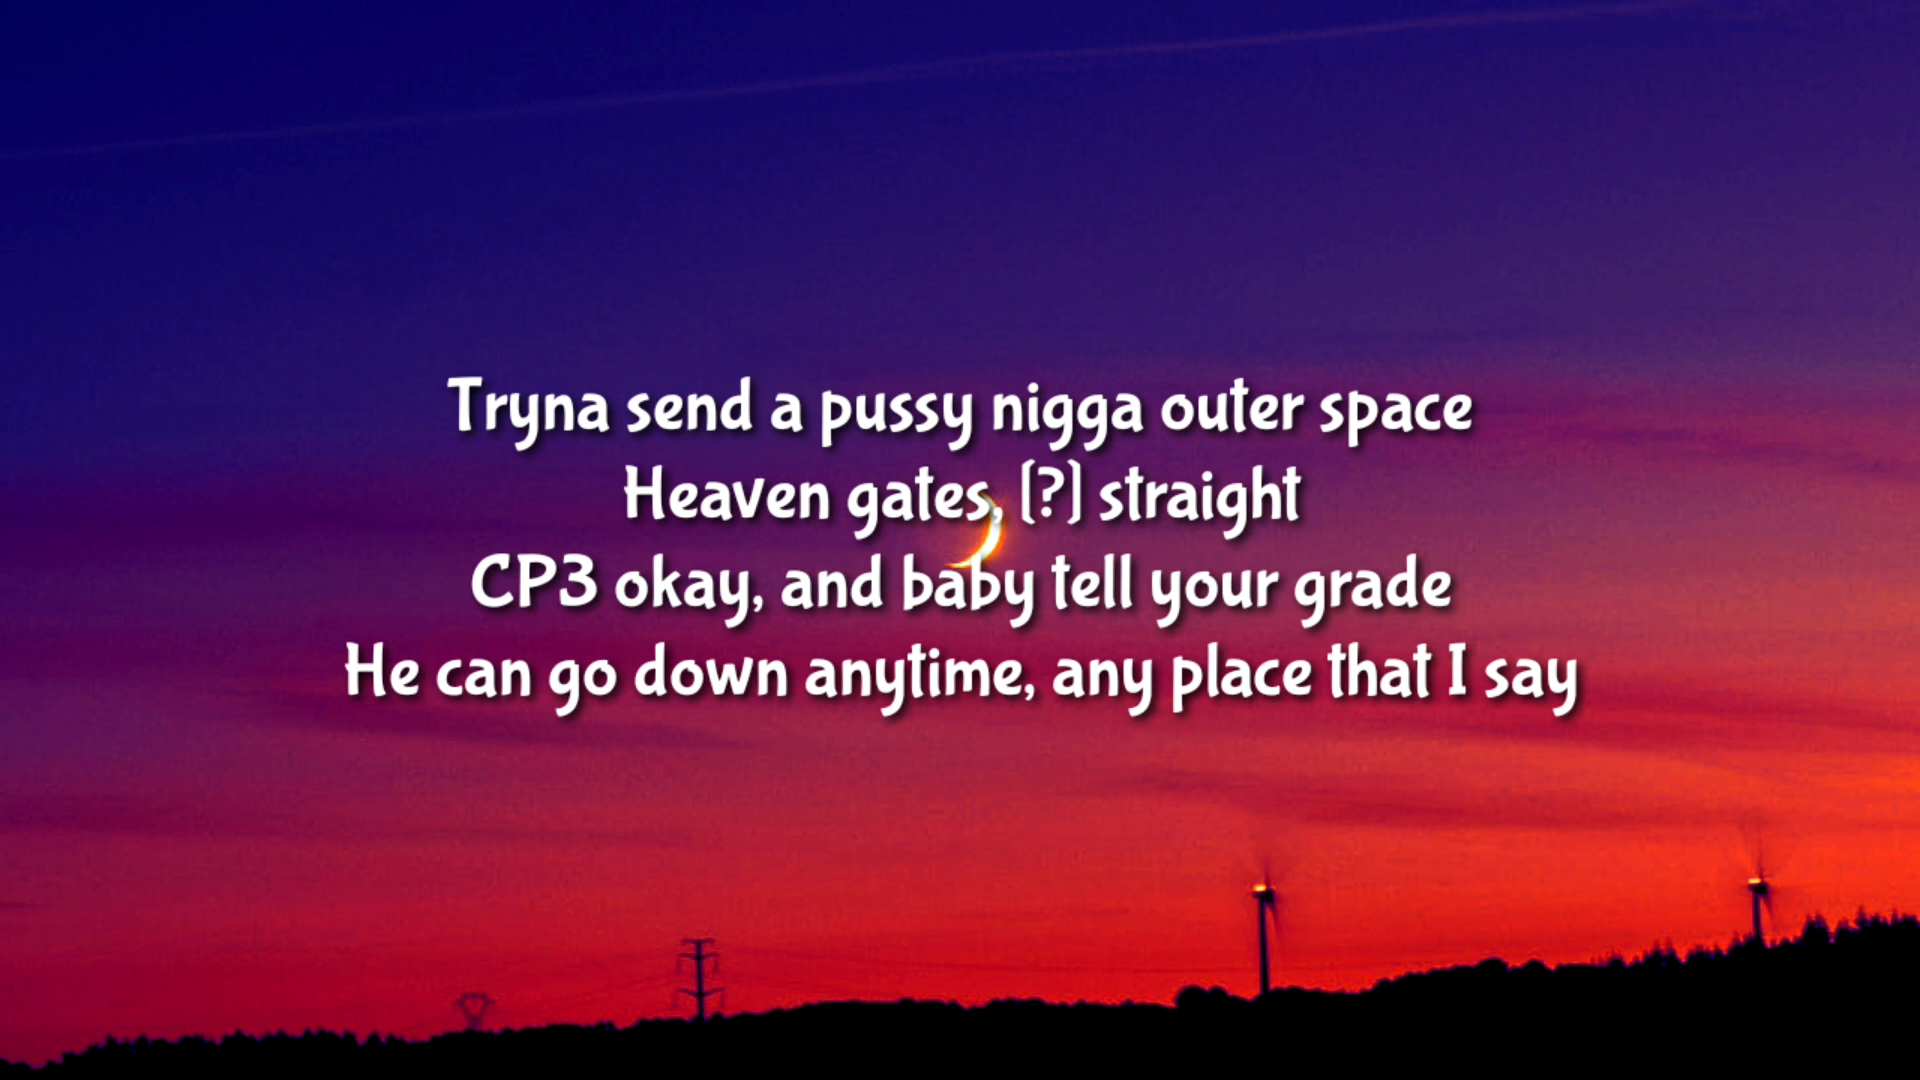 Tryna send a pussy nigga outer space
Heaven gates, (?) straight
CP3 okay, and baby tell your grade
He can go down anytime, any place that I say